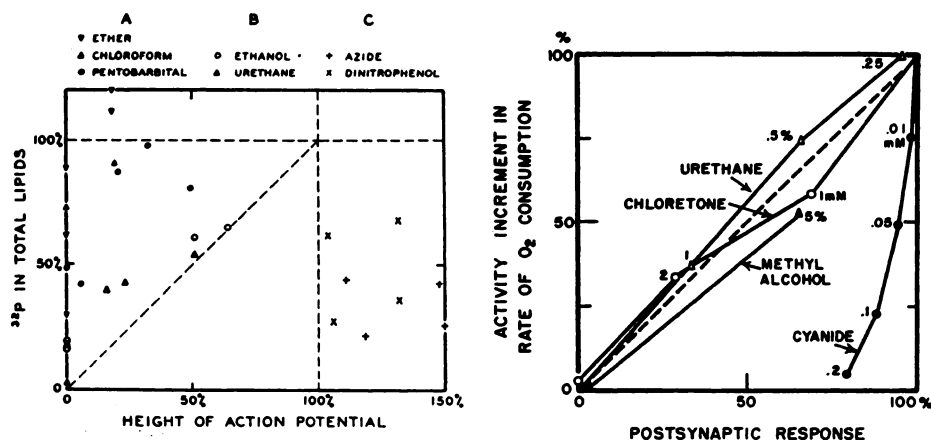 A B C
ETHER
CHLOROFORM ETHANOL AZIDE
PENTOBARBITAL URETHANE DINITROPHENOL
100%
50%
0
³²P IN TOTAL LIPIDS
0 50% 100% 150%
HEIGHT OF ACTION POTENTIAL
%
100
50
0
ACTIVITY INCREMENT IN
RATE OF O₂ CONSUMPTION
.25
.5%
.01
mM
URETHANE
CHLORETONE
1mM
5%
.05
1
2
METHYL
ALCOHOL
.1
CYANIDE
.2
0 50 100%
POSTSYNAPTIC RESPONSE